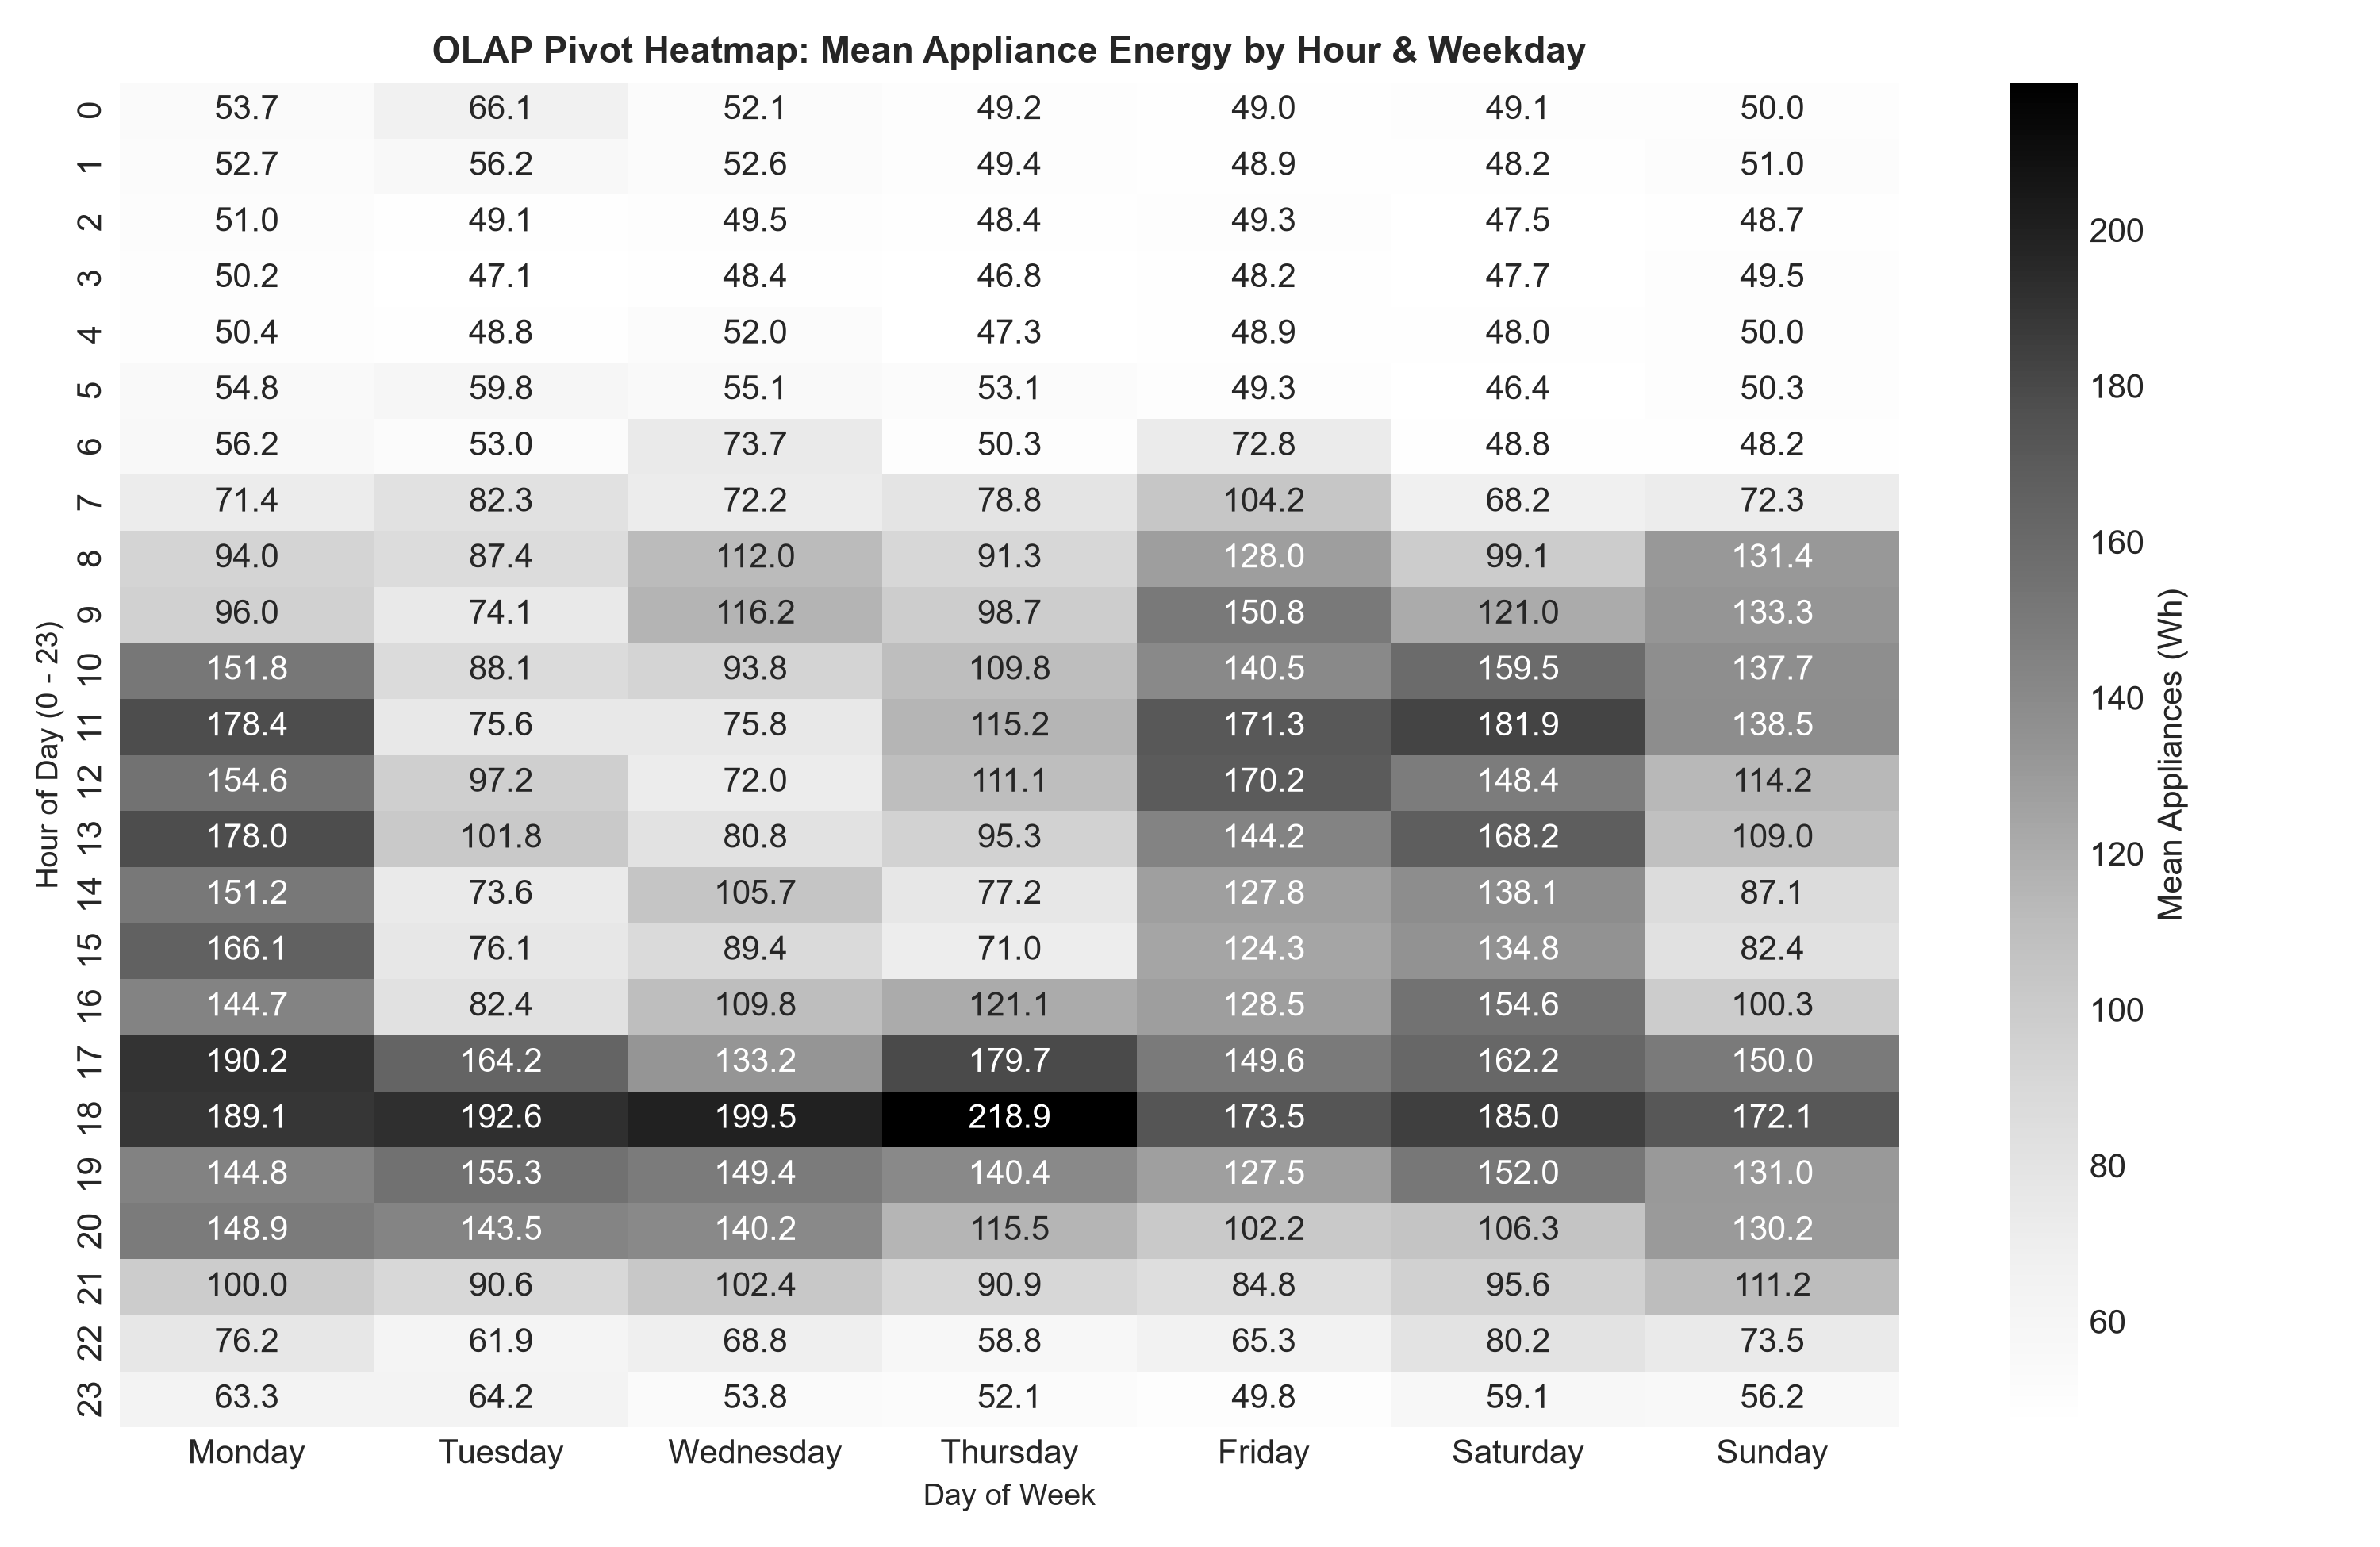 OLAP Pivot Heatmap: Mean Appliance Energy by Hour & Weekday
0 53.7 66.1 52.1 49.2 49.0 49.1 50.0
1 52.7 56.2 52.6 49.4 48.9 48.2 51.0
2 51.0 49.1 49.5 48.4 49.3 47.5 48.7
3 50.2 47.1 48.4 46.8 48.2 47.7 49.5
4 50.4 48.8 52.0 47.3 48.9 48.0 50.0
5 54.8 59.8 55.1 53.1 49.3 46.4 50.3
6 56.2 53.0 73.7 50.3 72.8 48.8 48.2
7 71.4 82.3 72.2 78.8 104.2 68.2 72.3
8 94.0 87.4 112.0 91.3 128.0 99.1 131.4
9 96.0 74.1 116.2 98.7 150.8 121.0 133.3
10 151.8 88.1 93.8 109.8 140.5 159.5 137.7
11 178.4 75.6 75.8 115.2 171.3 181.9 138.5
12 154.6 97.2 72.0 111.1 170.2 148.4 114.2
13 178.0 101.8 80.8 95.3 144.2 168.2 109.0
14 151.2 73.6 105.7 77.2 127.8 138.1 87.1
15 166.1 76.1 89.4 71.0 124.3 134.8 82.4
16 144.7 82.4 109.8 121.1 128.5 154.6 100.3
17 190.2 164.2 133.2 179.7 149.6 162.2 150.0
18 189.1 192.6 199.5 218.9 173.5 185.0 172.1
19 144.8 155.3 149.4 140.4 127.5 152.0 131.0
20 148.9 143.5 140.2 115.5 102.2 106.3 130.2
21 100.0 90.6 102.4 90.9 84.8 95.6 111.2
22 76.2 61.9 68.8 58.8 65.3 80.2 73.5
23 63.3 64.2 53.8 52.1 49.8 59.1 56.2
Monday Tuesday Wednesday Thursday Friday Saturday Sunday
Day of Week
Hour of Day (0 - 23)
200
180
160
140
120
100
80
60
Mean Appliances (Wh)